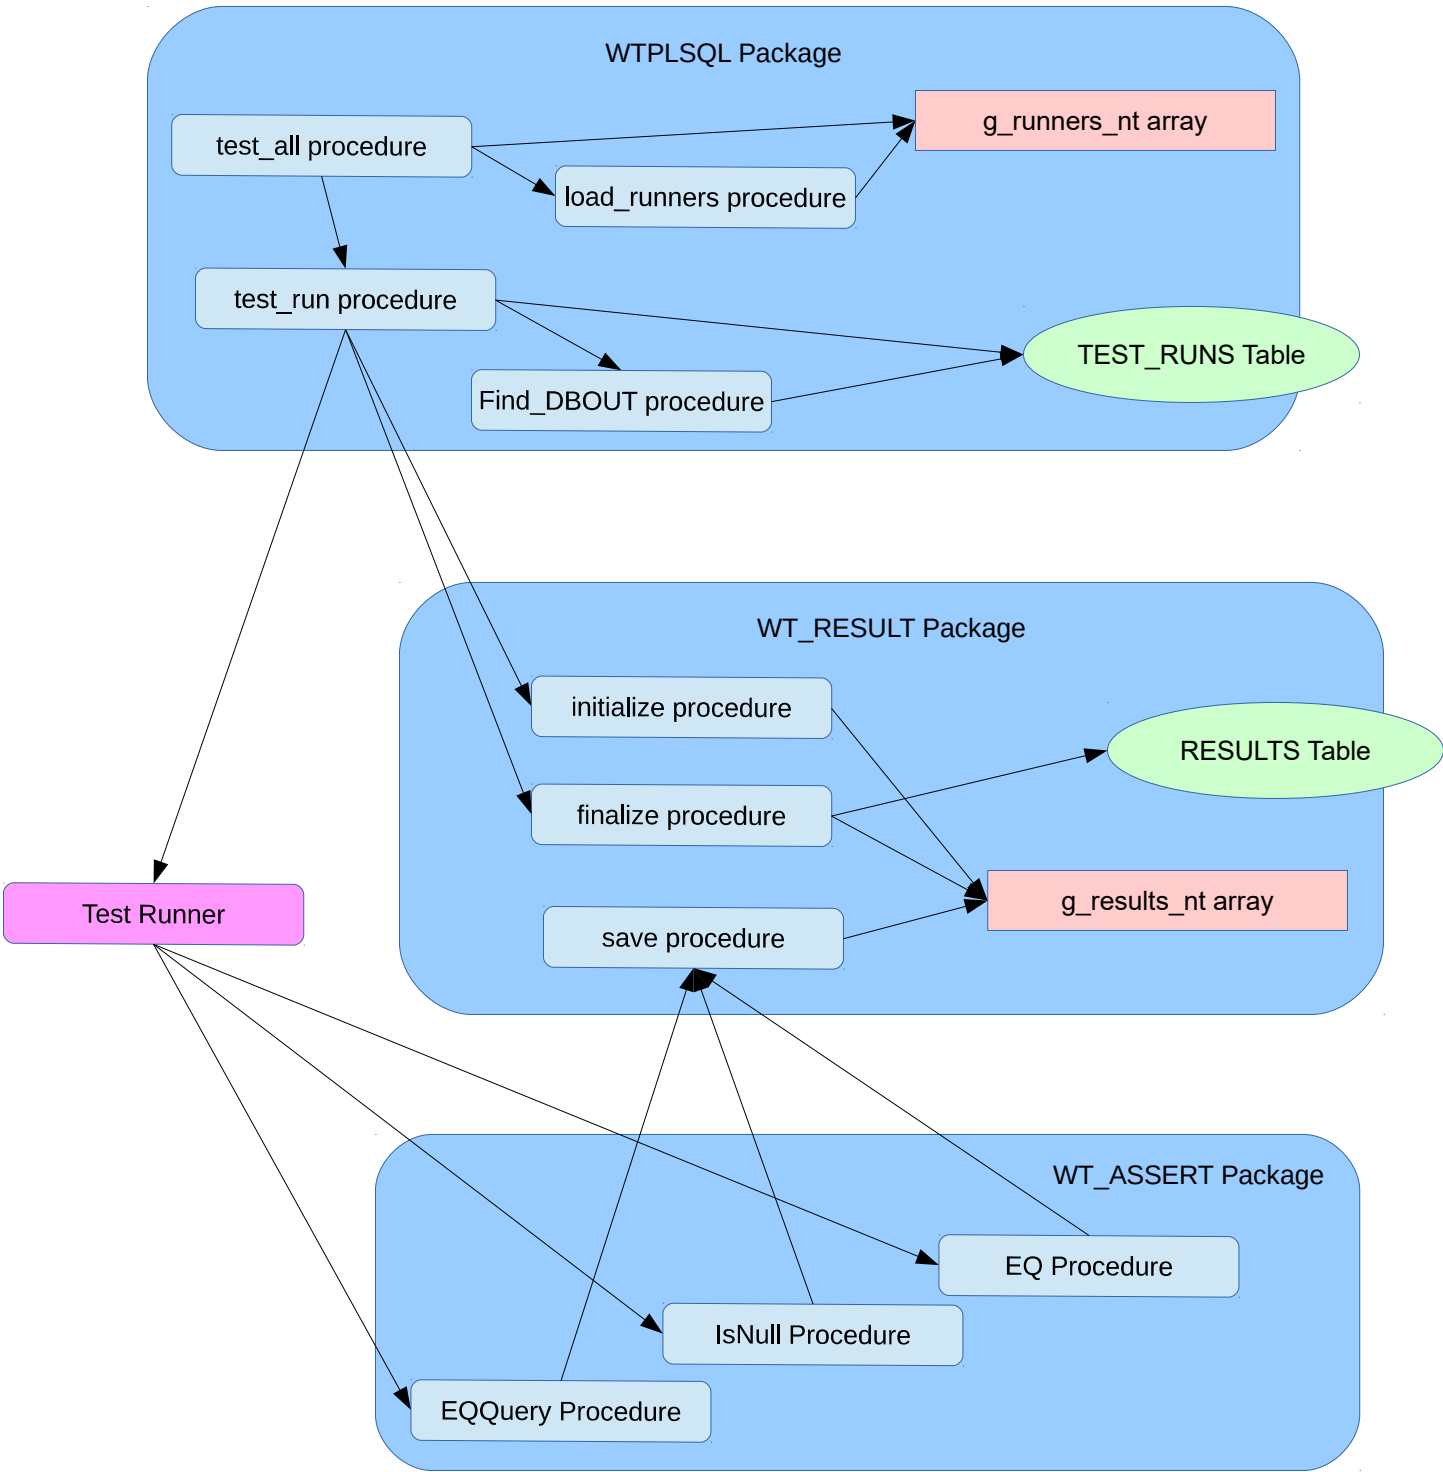 WTPLSQL Package
g_runners_nt array
test_all procedure
load_runners procedure
test_run procedure
TEST_RUNS Table
Find_DBOUT procedure
WT_RESULT Package
initialize procedure
RESULTS Table
finalize procedure
g_results_nt array
Test Runner
save procedure
WT_ASSERT Package
EQ Procedure
IsNull Procedure
EQQuery Procedure